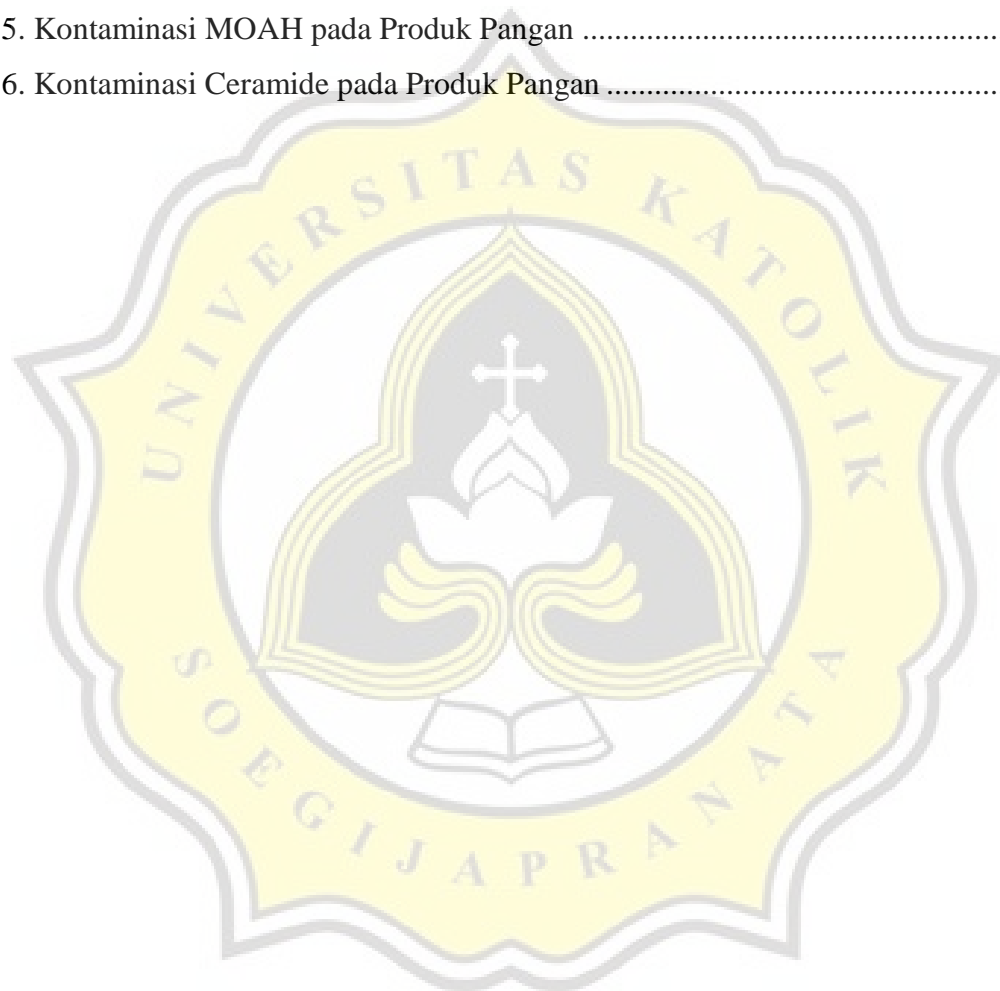 5. Kontaminasi MOAH pada Produk Pangan ....................................................
6. Kontaminasi Ceramide pada Produk Pangan .................................................
UNIVERSITAS KATOLIK
SOEGIJAPRANATA